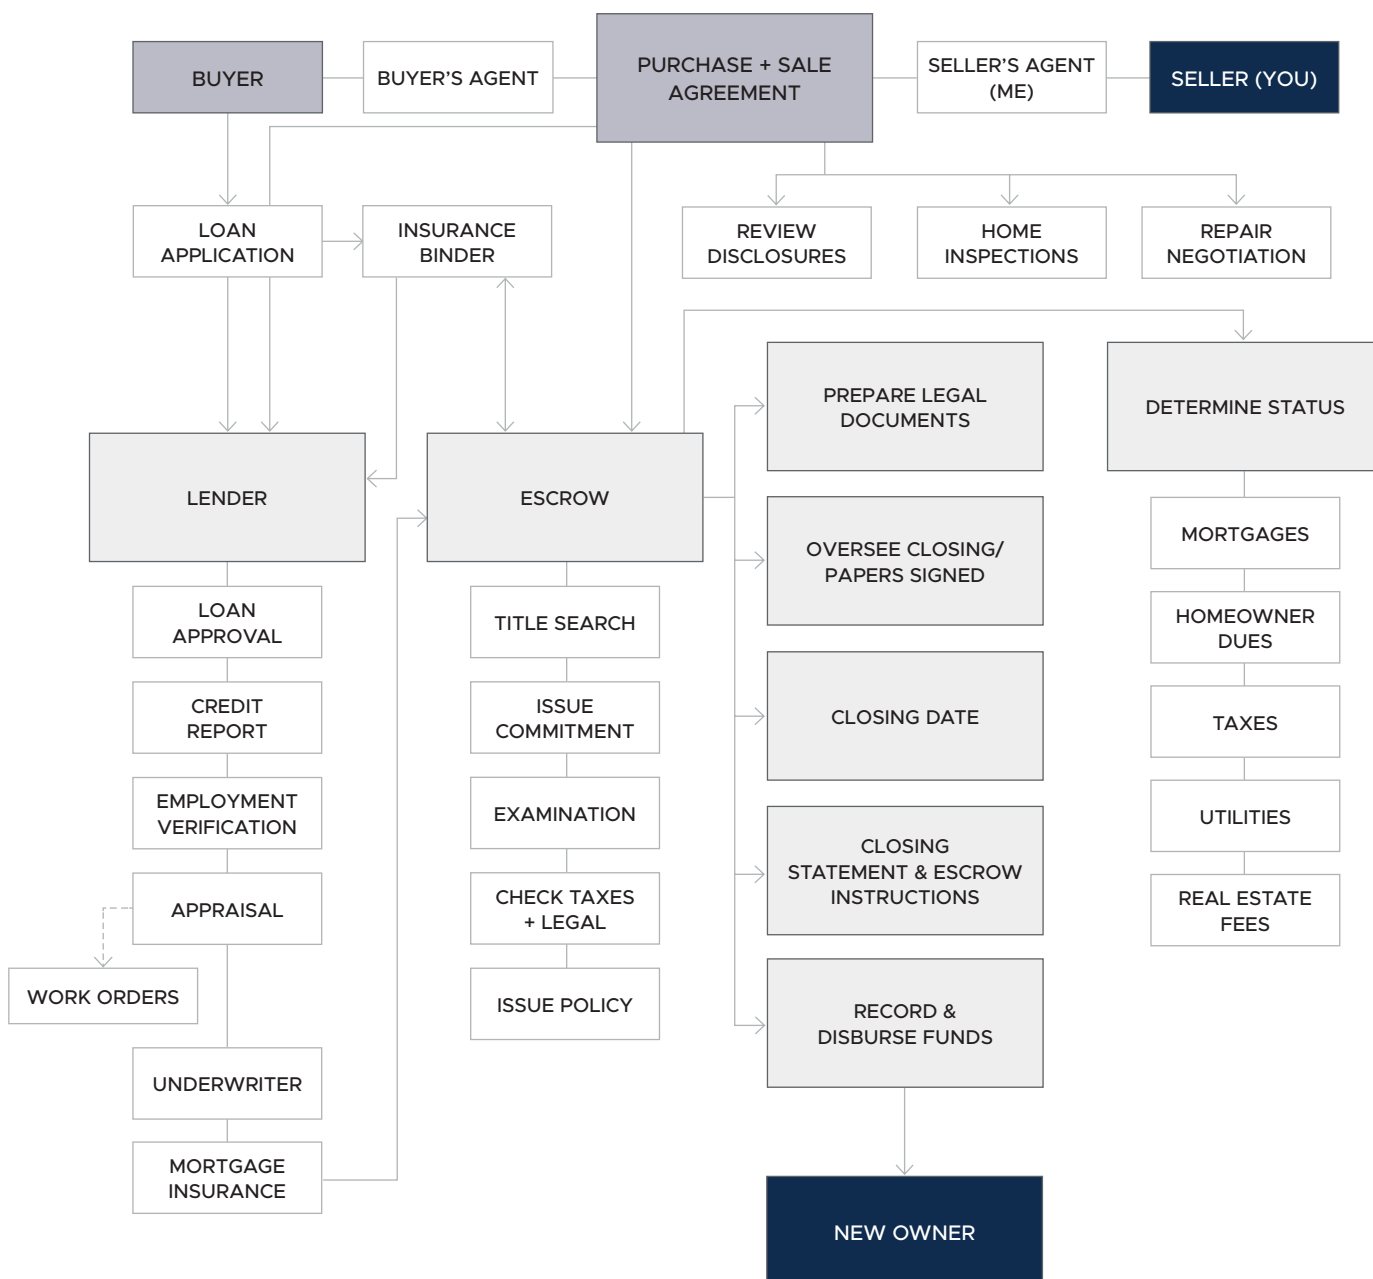 BUYER
BUYER'S AGENT
PURCHASE + SALE
AGREEMENT
SELLER'S AGENT
(ME)
SELLER (YOU)
LOAN
APPLICATION
INSURANCE
BINDER
REVIEW
DISCLOSURES
HOME
INSPECTIONS
REPAIR
NEGOTIATION
LENDER
ESCROW
PREPARE LEGAL
DOCUMENTS
DETERMINE STATUS
LOAN
APPROVAL
CREDIT
REPORT
EMPLOYMENT
VERIFICATION
APPRAISAL
WORK ORDERS
UNDERWRITER
MORTGAGE
INSURANCE
TITLE SEARCH
ISSUE
COMMITMENT
EXAMINATION
CHECK TAXES
+ LEGAL
ISSUE POLICY
OVERSEE CLOSING/
PAPERS SIGNED
CLOSING DATE
CLOSING
STATEMENT & ESCROW
INSTRUCTIONS
RECORD &
DISBURSE FUNDS
NEW OWNER
MORTGAGES
HOMEOWNER
DUES
TAXES
UTILITIES
REAL ESTATE
FEES